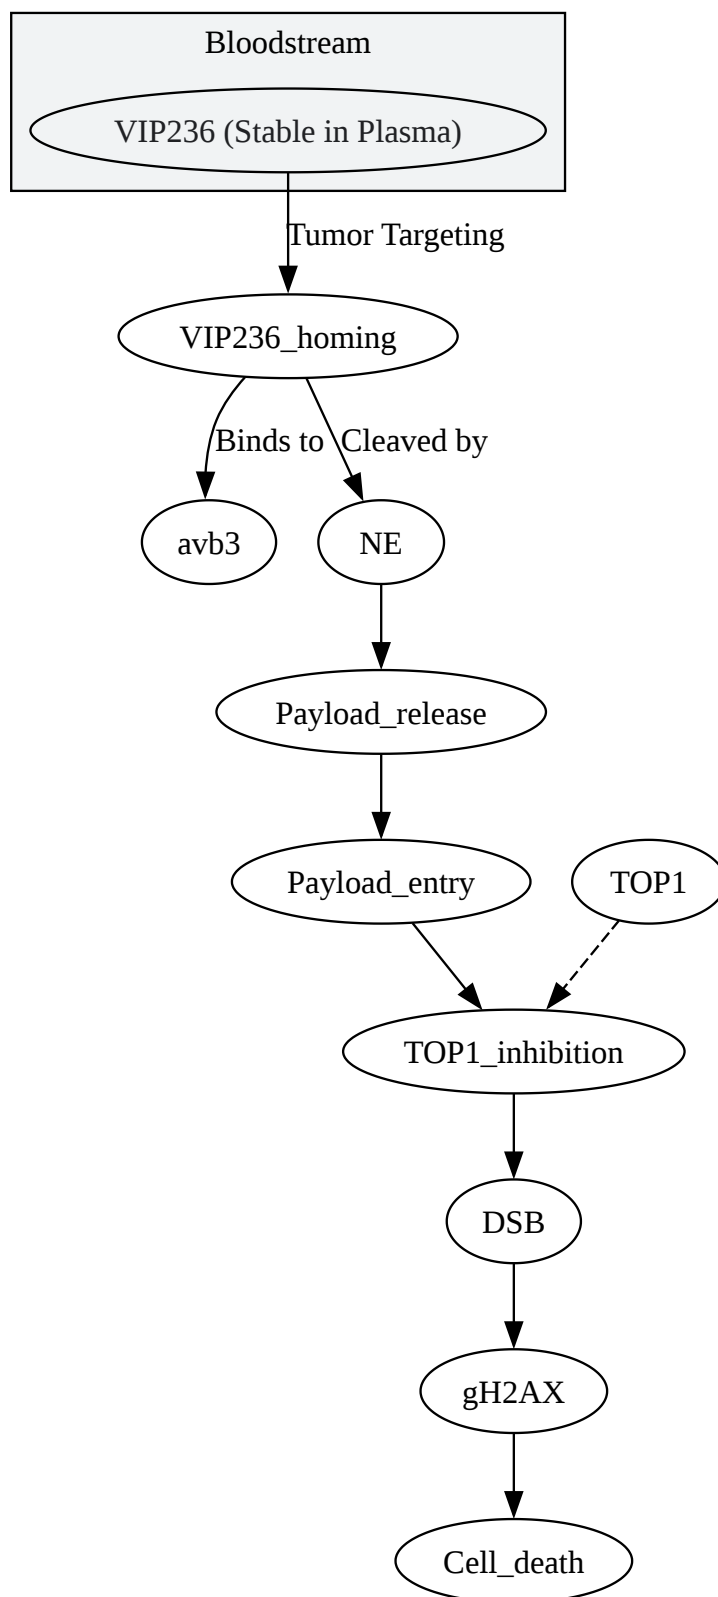 Bloodstream
VIP236 (Stable in Plasma)
Tumor Targeting
VIP236_homing
Binds to
Cleaved by
avb3
NE
Payload_release
Payload_entry
TOP1
TOP1_inhibition
DSB
gH2AX
Cell_death